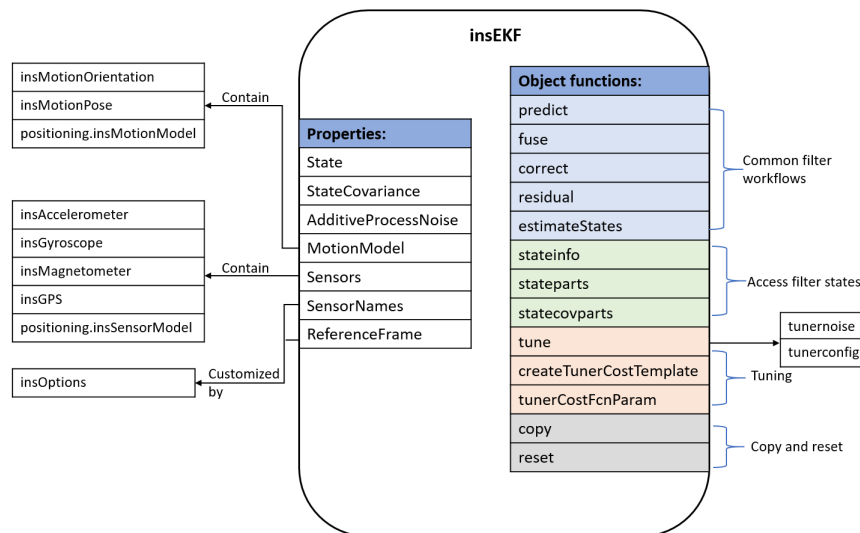 insEKF
insMotionOrientation
insMotionPose
positioning.insMotionModel
Contain
insAccelerometer
insGyroscope
insMagnetometer
insGPS
positioning.insSensorModel
Contain
insOptions
Customized
by
Properties:
State
StateCovariance
AdditiveProcessNoise
MotionModel
Sensors
SensorNames
ReferenceFrame
Object functions:
predict
fuse
correct
residual
estimateStates
stateinfo
stateparts
statecovparts
tune
createTunerCostTemplate
tunerCostFcnParam
copy
reset
Common filter
workflows
Access filter states
tunernoise
tunerconfig
Tuning
Copy and reset